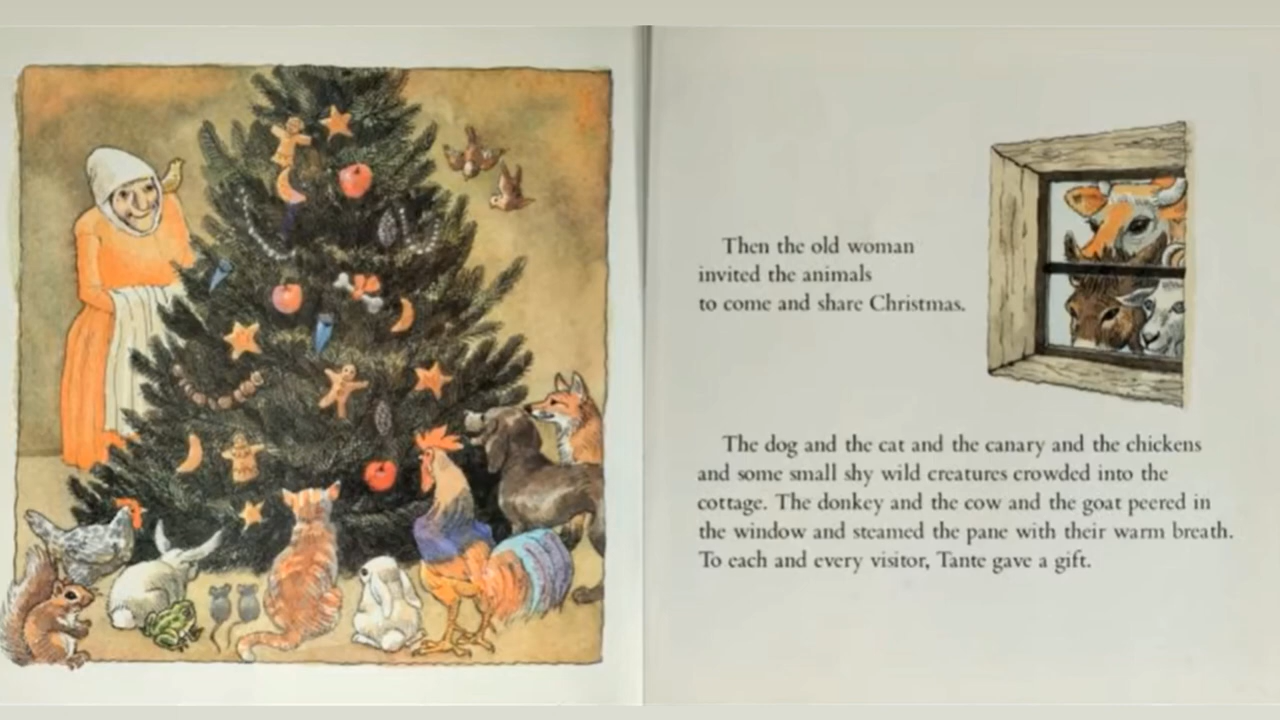 Then the old woman
invited the animals
to come and share Christmas.
The dog and the cat and the canary and the chickens
and some small shy wild creatures crowded into the
cottage. The donkey and the cow and the goat peered in
the window and steamed the pane with their warm breath.
To each and every visitor, Tante gave a gift.